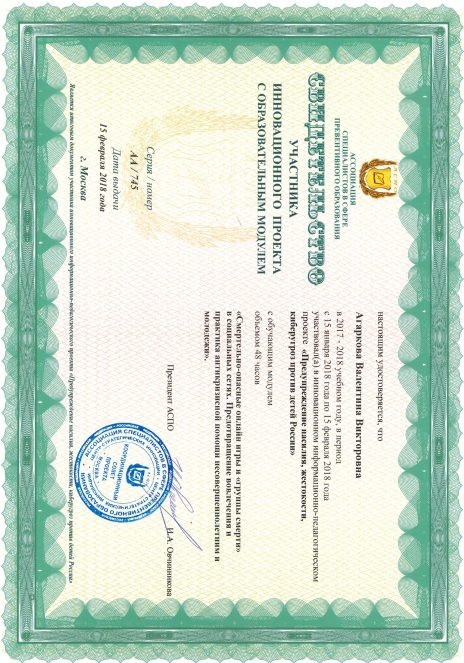 АССОЦИАЦИЯ
СПЕЦИАЛИСТОВ В СФЕРЕ
ПРЕВЕНТИВНОГО ОБРАЗОВАНИЯ
СВИДЕТЕЛЬСТВО
УЧАСТНИКА
ИННОВАЦИОННОГО ПРОЕКТА
С ОБРАЗОВАТЕЛЬНЫМ МОДУЛЕМ
Серия / номер
АА / 745
Дата выдачи
15 февраля 2018 года
г. Москва
настоящим удостоверяется, что
Агаркова Валентина Викторовна
в 2017 - 2018 учебном году, в период
с 15 января 2018 года по 15 февраля 2018 года
участвовал(а) в инновационном информационно-педагогическом
проекте «Предупреждение насилия, жестокости,
киберугроз против детей России»
с обучающим модулем
объемом 48 часов
«Смертельно-опасные онлайн игры и «группы смерти»
в социальных сетях. Предотвращение вовлечения и
практика антикризисной помощи несовершеннолетним и
молодежи».
Президент АСПО
И.А. Овчинникова
КООРДИНАЦИОННЫЙ
СОВЕТ
ПРОЕКТА
Является итоговым документом участника инновационного информационно-педагогического проекта «Предупреждение насилия, жестокости, киберугроз против детей России»